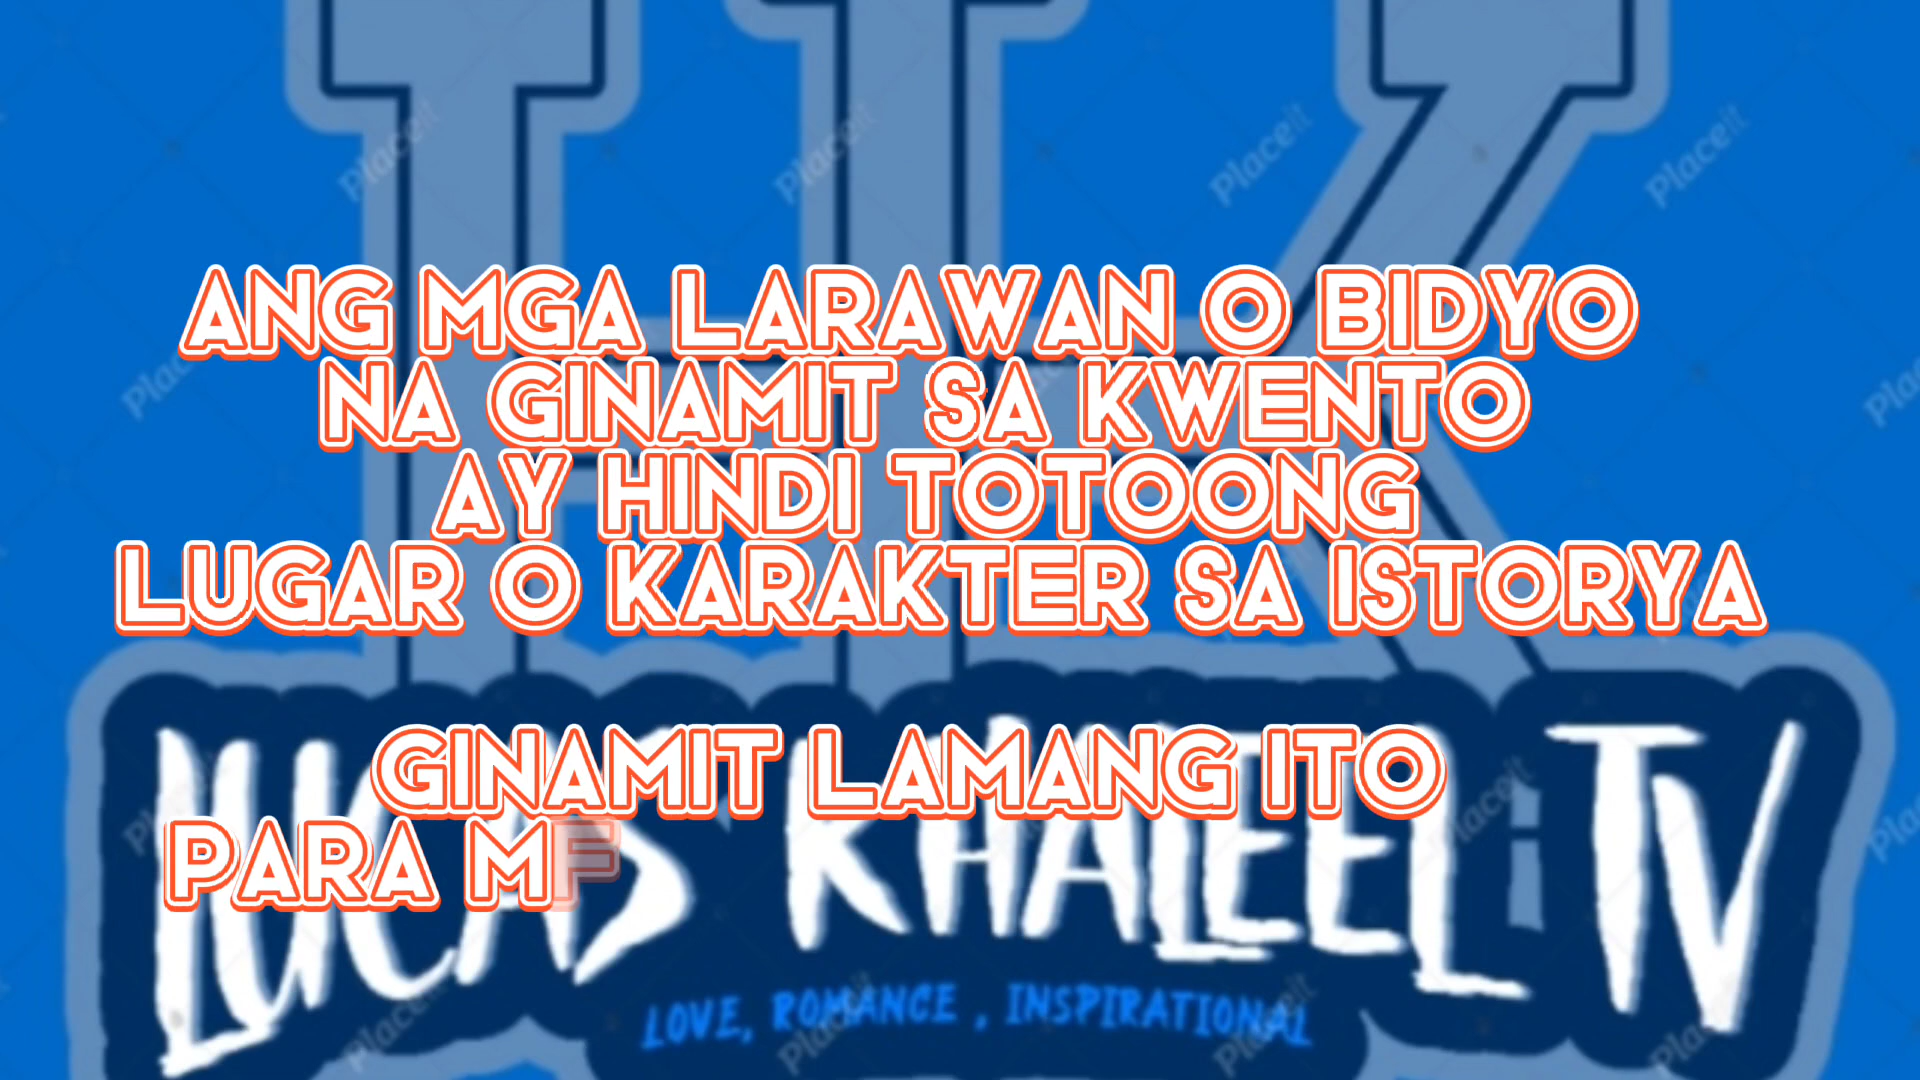 ANG MGA LARAWAN O BIDYO
NA GINAMIT SA KWENTO
AY HINDI TOTOONG
LUGAR O KARAKTER SA ISTORYA
GINAMIT LAMANG ITO
PARA
LUCAS KHALEEL TV
LOVE, ROMANCE , INSPIRATIONAL
Placeit